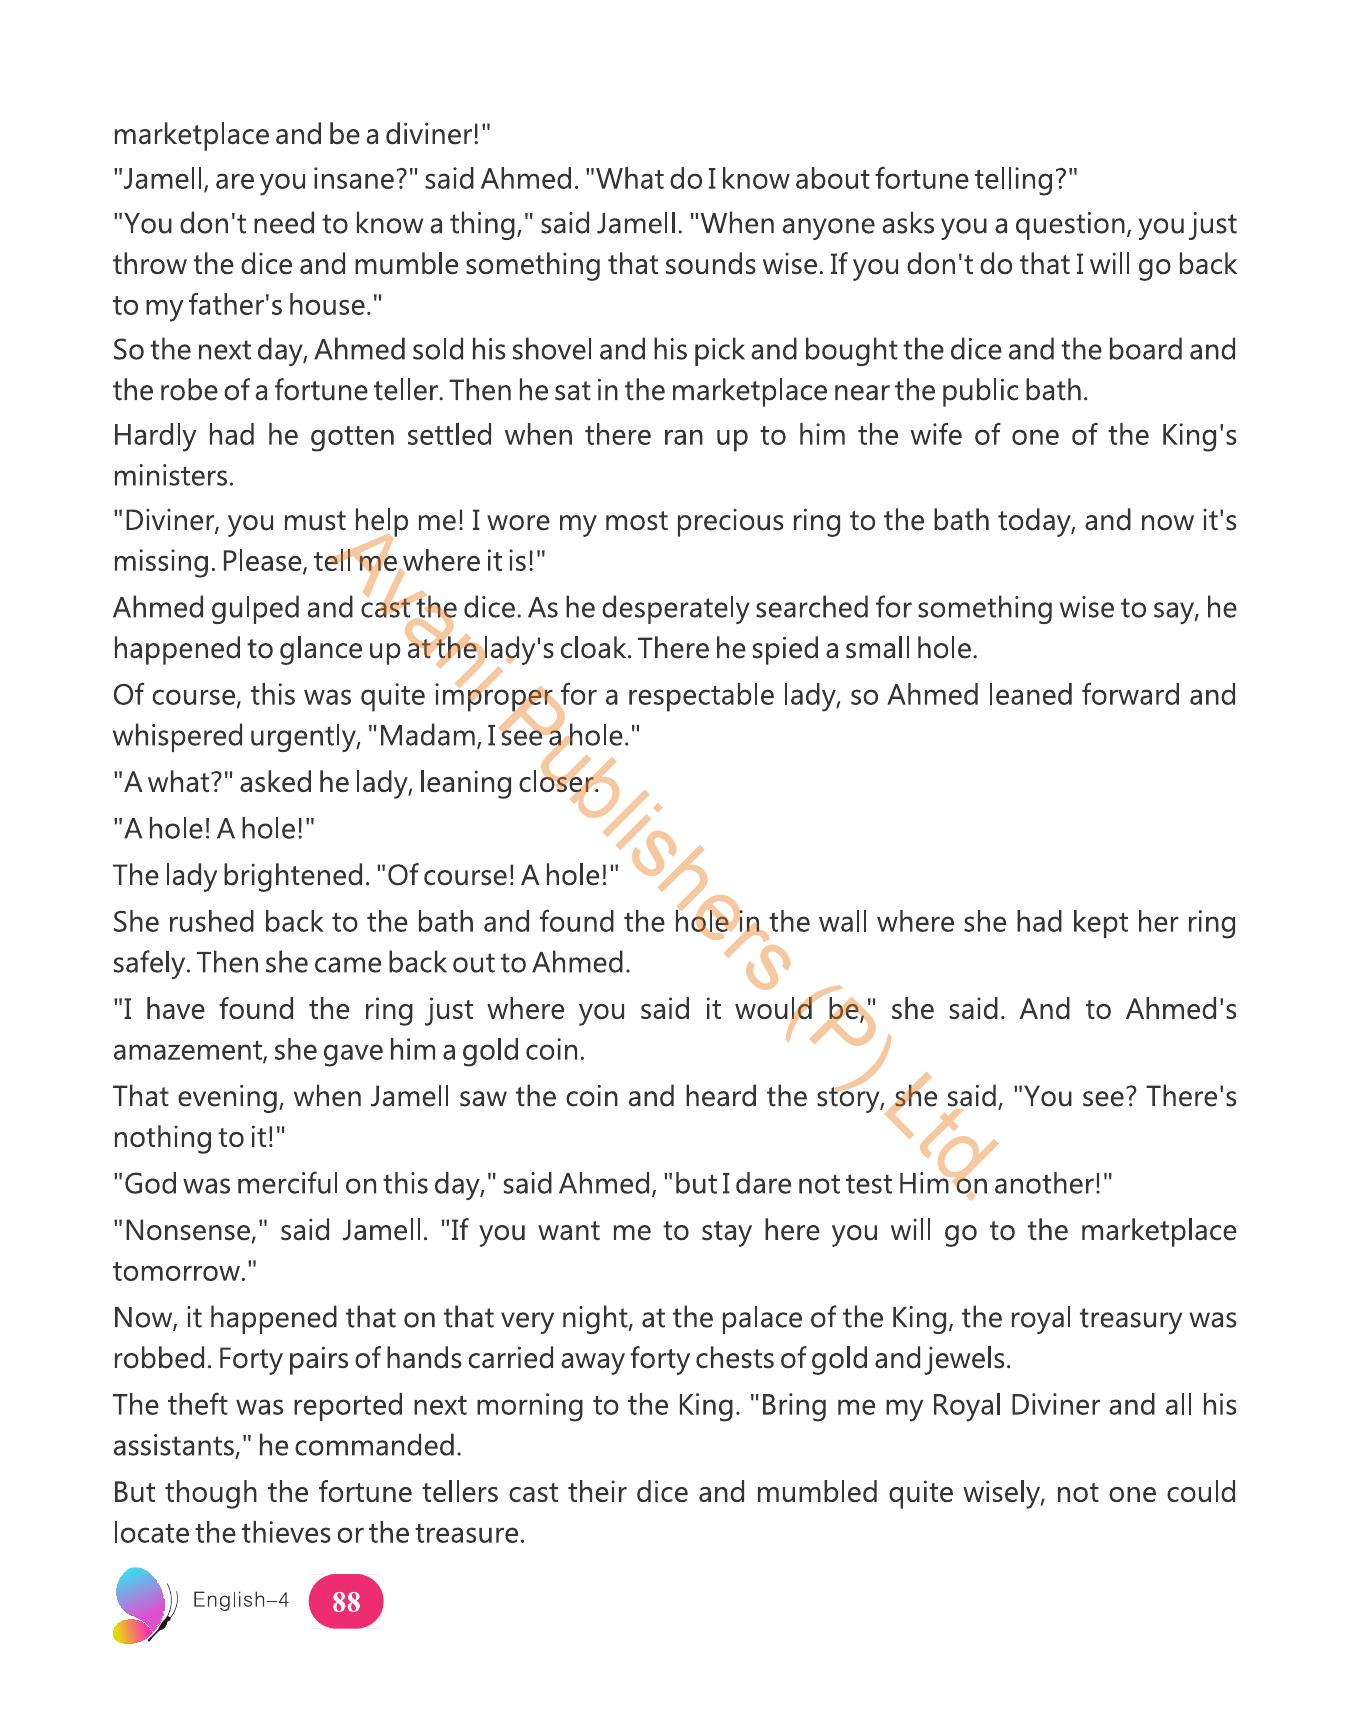 marketplace and be a diviner!"
"Jamell, are you insane?" said Ahmed. "What do I know about fortune telling?"
"You don't need to know a thing," said Jamell. "When anyone asks you a question, you just
throw the dice and mumble something that sounds wise. If you don't do that I will go back
to my father's house."
So the next day, Ahmed sold his shovel and his pick and bought the dice and the board and
the robe of a fortune teller. Then he sat in the marketplace near the public bath.
Hardly had he gotten settled when there ran up to him the wife of one of the King's
ministers.
"Diviner, you must help me! I wore my most precious ring to the bath today, and now it's
missing. Please, tell me where it is!"
Ahmed gulped and cast the dice. As he desperately searched for something wise to say, he
happened to glance up at the lady's cloak. There he spied a small hole.
Of course, this was quite improper for a respectable lady, so Ahmed leaned forward and
whispered urgently, "Madam, I see a hole."
"A what?" asked he lady, leaning closer.
"A hole! A hole!"
The lady brightened. "Of course! A hole!"
She rushed back to the bath and found the hole in the wall where she had kept her ring
safely. Then she came back out to Ahmed.
"I have found the ring just where you said it would be," she said. And to Ahmed's
amazement, she gave him a gold coin.
That evening, when Jamell saw the coin and heard the story, she said, "You see? There's
nothing to it!"
"God was merciful on this day," said Ahmed, "but I dare not test Him on another!"
"Nonsense," said Jamell. "If you want me to stay here you will go to the marketplace
tomorrow."
Now, it happened that on that very night, at the palace of the King, the royal treasury was
robbed. Forty pairs of hands carried away forty chests of gold and jewels.
The theft was reported next morning to the King. "Bring me my Royal Diviner and all his
assistants," he commanded.
But though the fortune tellers cast their dice and mumbled quite wisely, not one could
locate the thieves or the treasure.
English–4 88
Avani Publishers (P) Ltd.